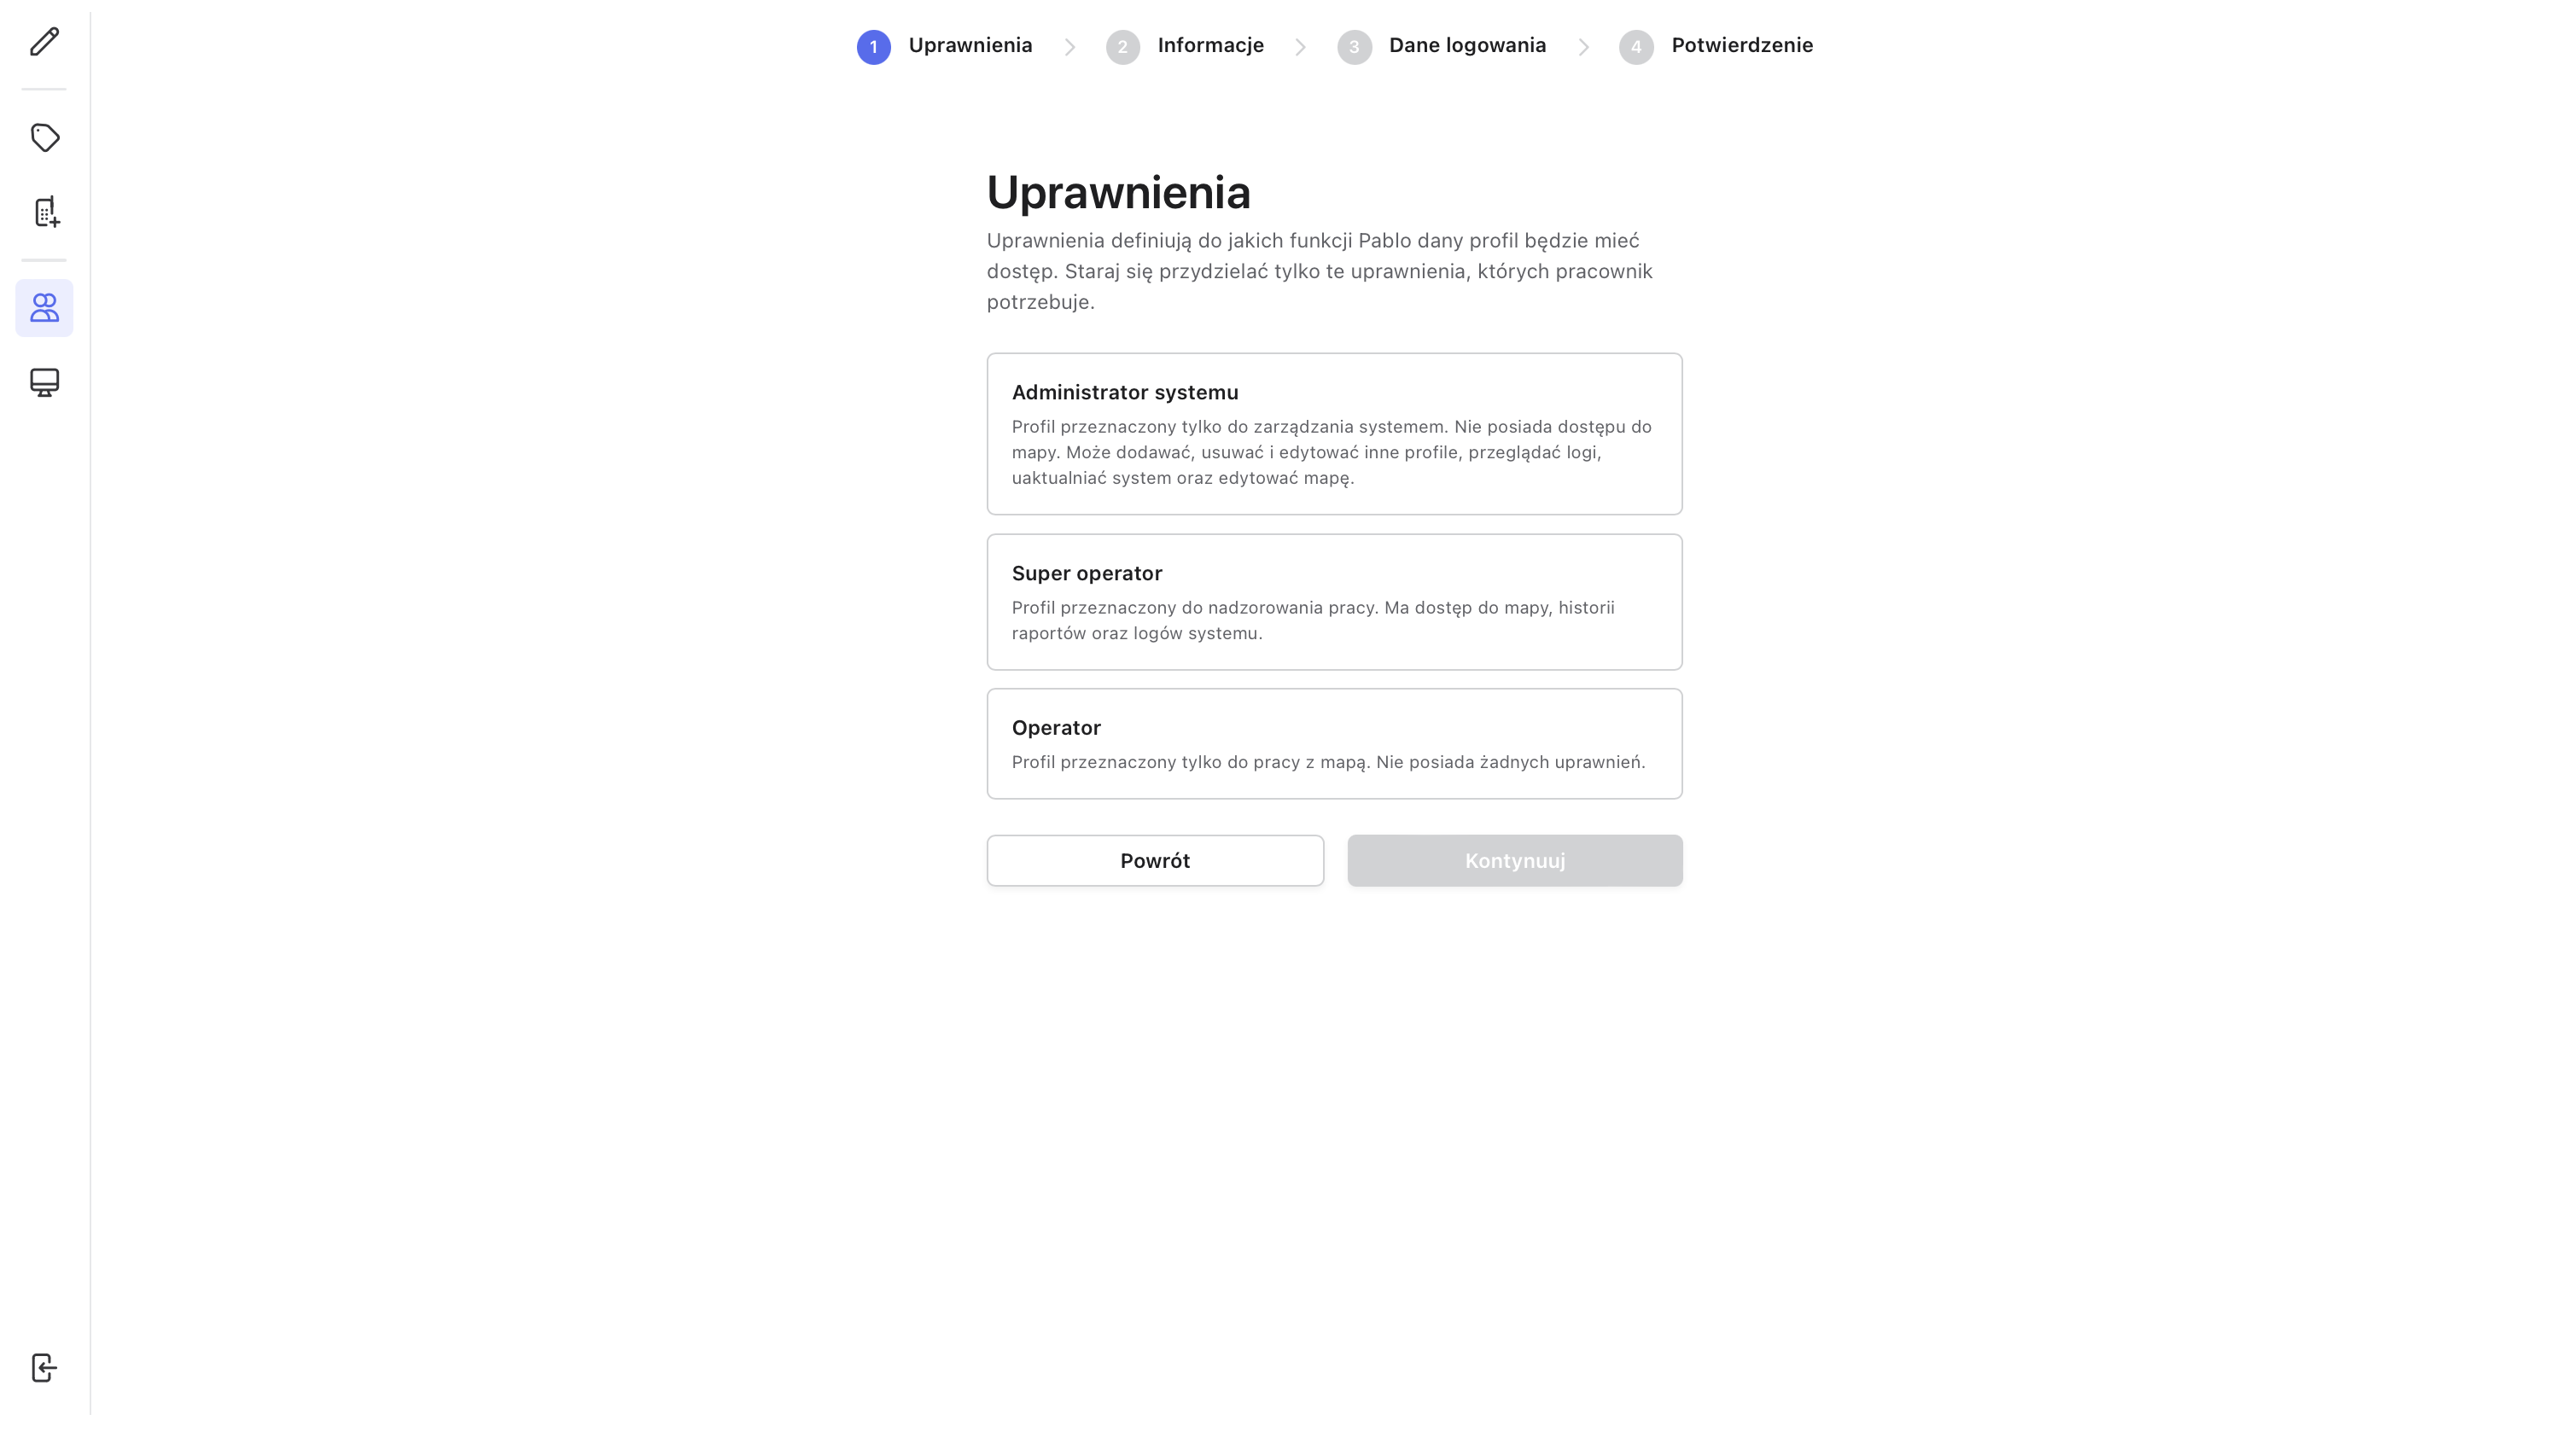 1 Uprawnienia 2 Informacje 3 Dane logowania 4 Potwierdzenie
Uprawnienia
Uprawnienia definiują do jakich funkcji Pablo dany profil będzie mieć
dostęp. Staraj się przydzielać tylko te uprawnienia, których pracownik
potrzebuje.
Administrator systemu
Profil przeznaczony tylko do zarządzania systemem. Nie posiada dostępu do
mapy. Może dodawać, usuwać i edytować inne profile, przeglądać logi,
uaktualniać system oraz edytować mapę.
Super operator
Profil przeznaczony do nadzorowania pracy. Ma dostęp do mapy, historii
raportów oraz logów systemu.
Operator
Profil przeznaczony tylko do pracy z mapą. Nie posiada żadnych uprawnień.
Powrót Kontynuuj